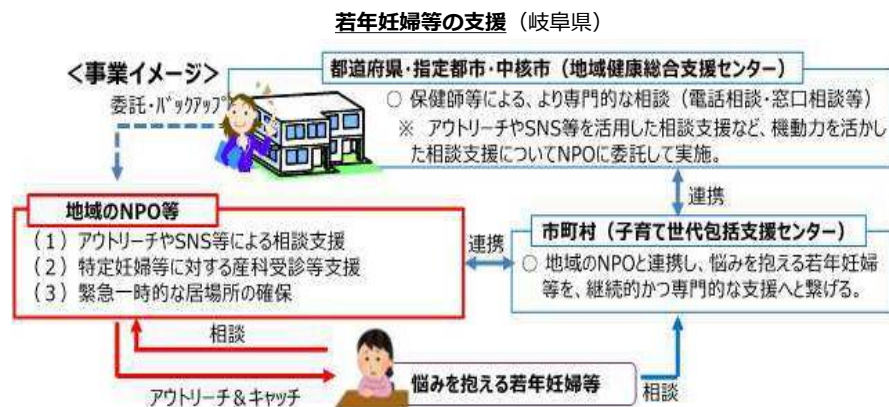 若年妊婦等の支援（岐阜県）
＜事業イメージ＞
委託・ﾊﾞｯｸｱｯﾌﾟ
都道府県・指定都市・中核市（地域健康総合支援センター）
○ 保健師等による、より専門的な相談（電話相談・窓口相談等）
※ アウトリーチやSNS等を活用した相談支援など、機動力を活かし
た相談支援についてNPOに委託して実施。
連携
地域のNPO等
（１）アウトリーチやSNS等による相談支援
（２）特定妊婦等に対する産科受診等支援
（３）緊急一時的な居場所の確保
連携
市町村（子育て世代包括支援センター）
○ 地域のNPOと連携し、悩みを抱える若年妊婦
等を、継続的かつ専門的な支援へと繋げる。
相談
アウトリーチ＆キャッチ
悩みを抱える若年妊婦等
相談